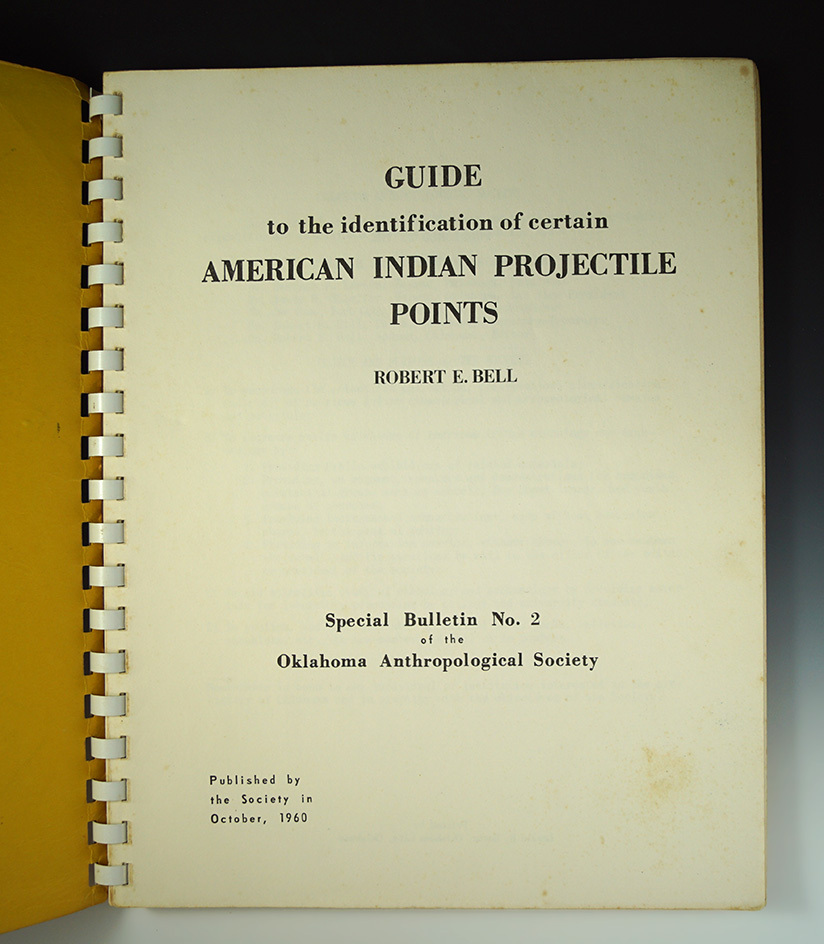 GUIDE
to the identification of certain
AMERICAN INDIAN PROJECTILE
POINTS
ROBERT E. BELL
Special Bulletin No. 2
of the
Oklahoma Anthropological Society
Published by
the Society in
October, 1960